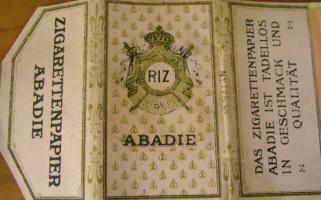 ZIGARETTENPAPIER
ABADIE
RIZ
ABADIE
DAS ZIGARETTENPAPIER
ABADIE IST TADELLOS
IN GESCHMACK UND
QUALITÄT